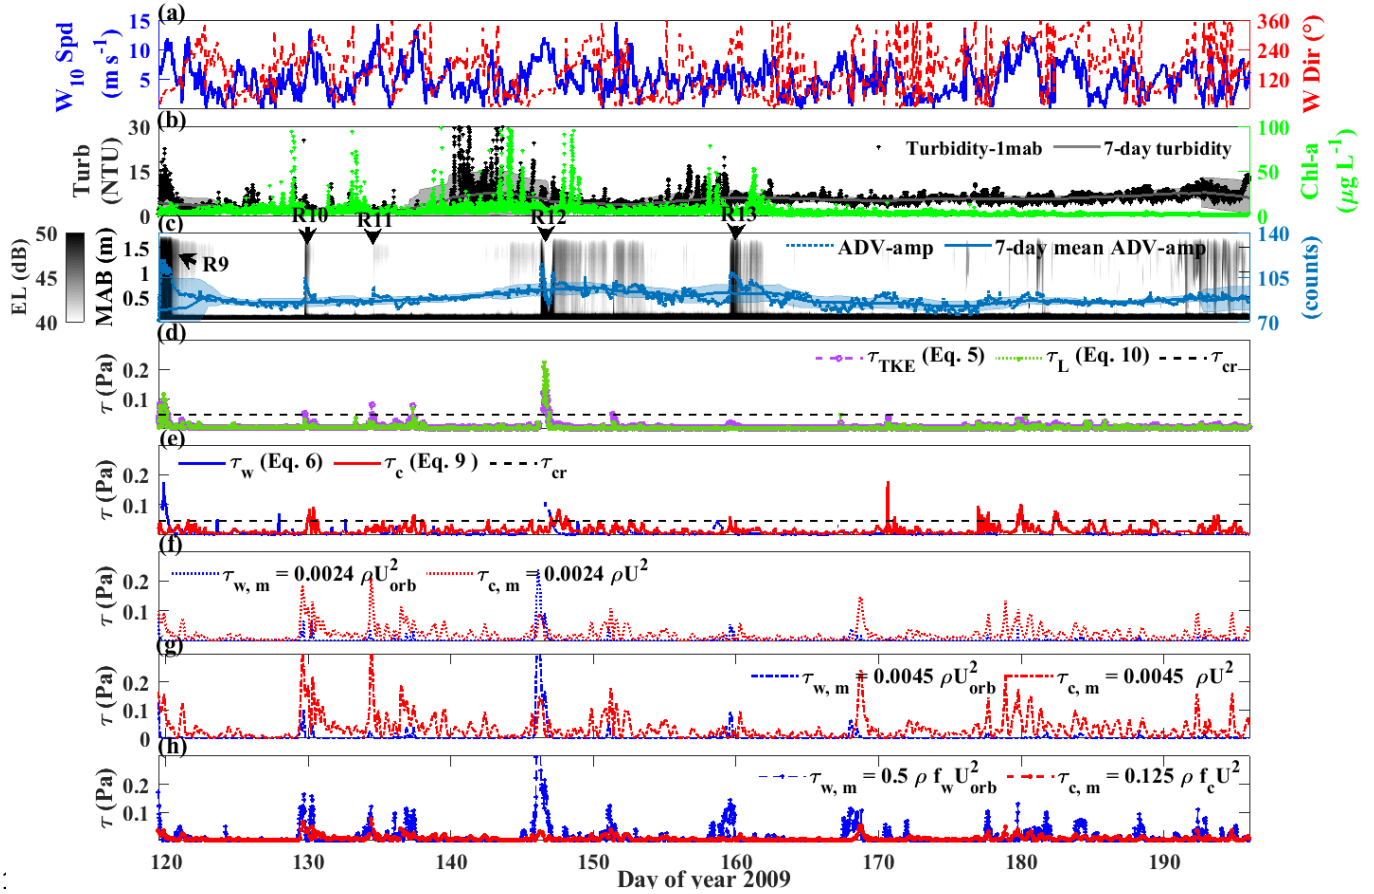 (a)
15
10
5
W10 Spd
(m s-1)
360
240
120
W Dir (°)
(b)
30
15
0
Turb
(NTU)
Turbidity-1mab
7-day turbidity
100
50
0
Chl-a
(μg L-1)
R10
R11
R12
R13
(c)
50
45
40
EL (dB)
MAB (m)
1.5
1
0.5
R9
ADV-amp
7-day mean ADV-amp
140
105
70
(counts)
(d)
τ (Pa)
0.2
0.1
τTKE (Eq. 5)
τL (Eq. 10)
τcr
(e)
τ (Pa)
0.2
0.1
τw (Eq. 6)
τc (Eq. 9 )
τcr
(f)
τ (Pa)
0.2
0.1
τw, m = 0.0024 ρU2orb
τc, m = 0.0024 ρU2
(g)
τ (Pa)
0.2
0.1
0
τw, m = 0.0045 ρU2orb
τc, m = 0.0045 ρU2
(h)
τ (Pa)
0.2
0.1
τw, m = 0.5 ρ fwU2orb
τc, m = 0.125 ρ fcU2
120 130 140 150 160 170 180 190
Day of year 2009